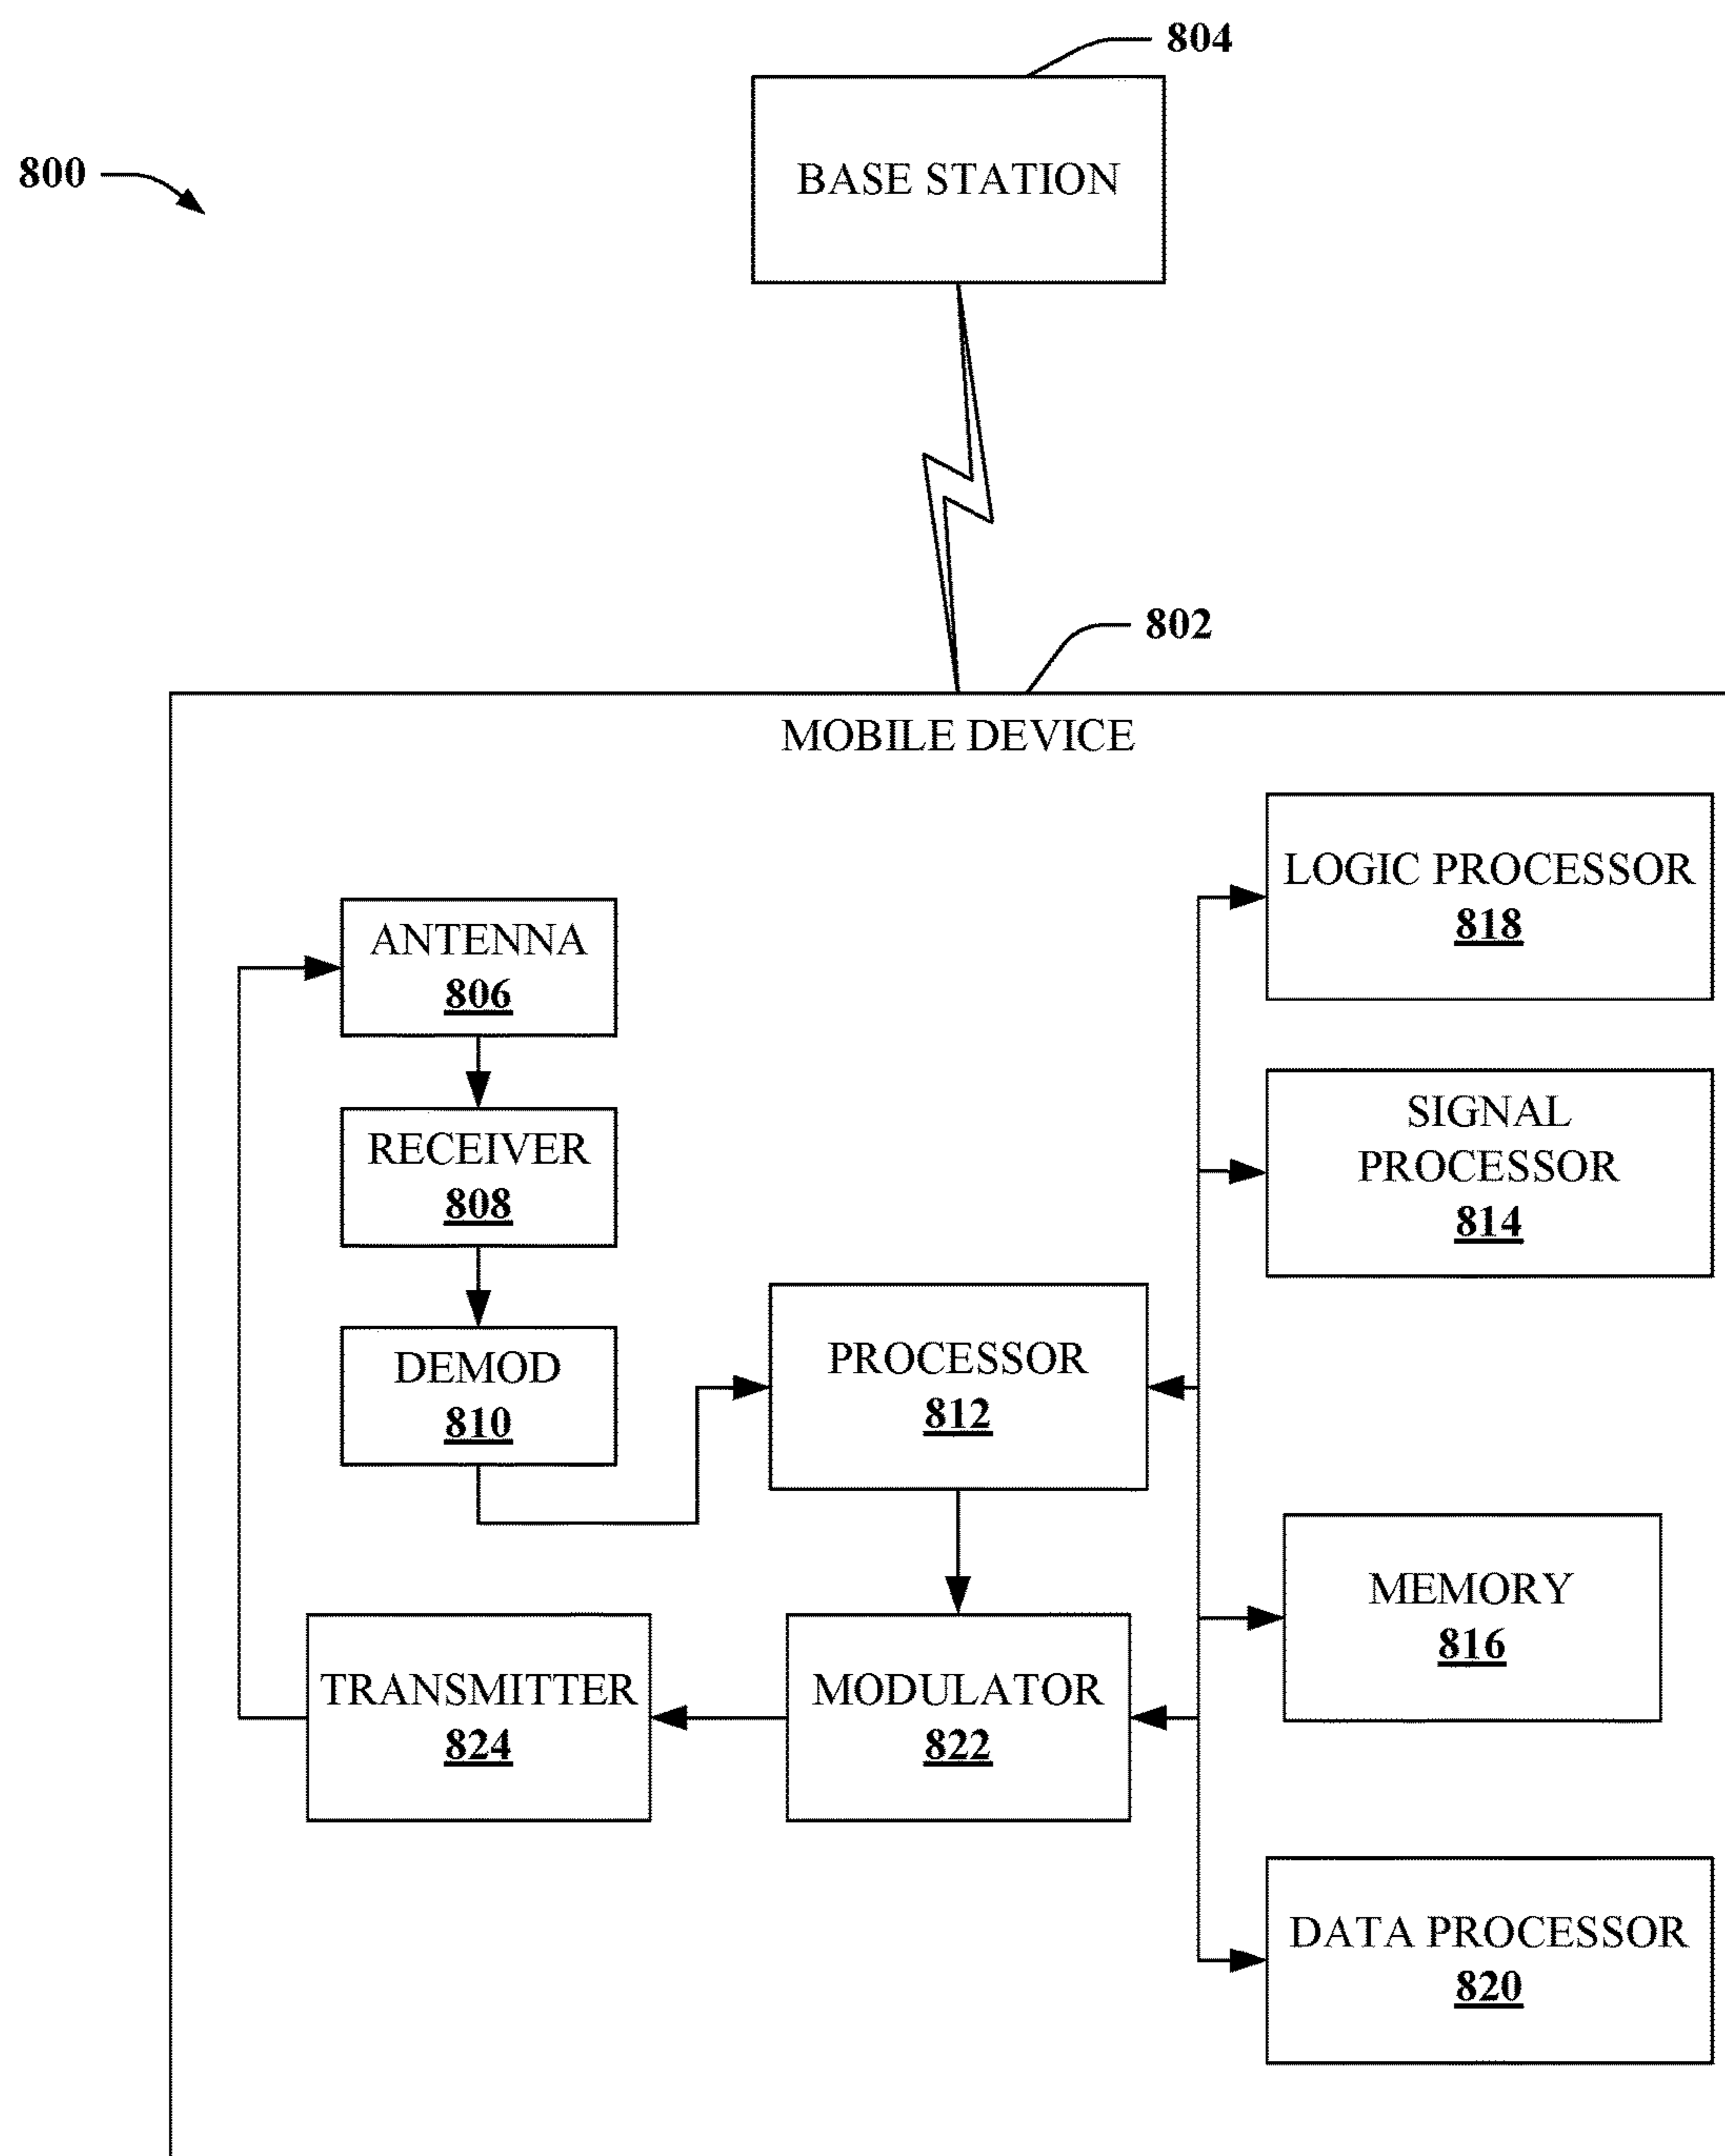 804
800
BASE STATION
802
MOBILE DEVICE
LOGIC PROCESSOR
818
ANTENNA
806
SIGNAL
PROCESSOR
814
RECEIVER
808
DEMOD
810
PROCESSOR
812
MEMORY
816
TRANSMITTER
824
MODULATOR
822
DATA PROCESSOR
820